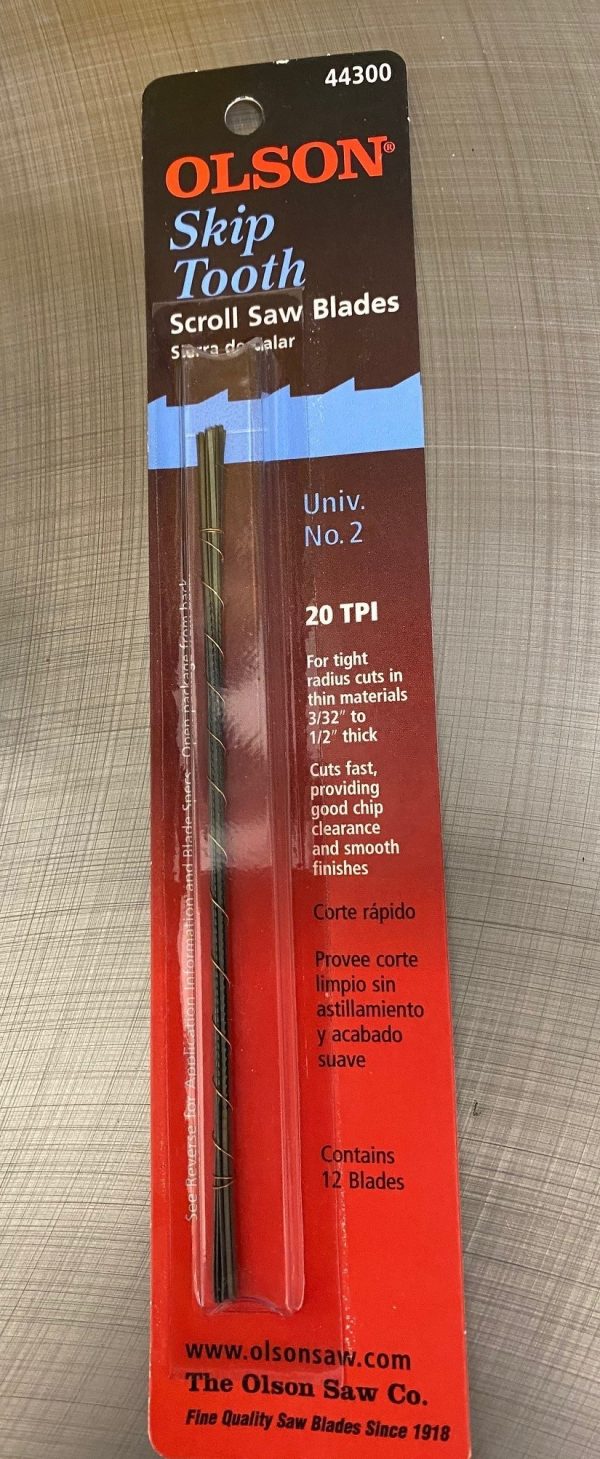 44300
OLSON®
Skip
Tooth
Scroll Saw Blades
Sierra de Calar
Univ.
No. 2
20 TPI
For tight
radius cuts in
thin materials
3/32" to
1/2" thick
Cuts fast,
providing
good chip
clearance
and smooth
finishes
Corte rápido
Provee corte
limpio sin
astillamiento
y acabado
suave
Contains
12 Blades
See Reverse for Application Information and Blade Specs. Open package from back
www.olsonsaw.com
The Olson Saw Co.
Fine Quality Saw Blades Since 1918